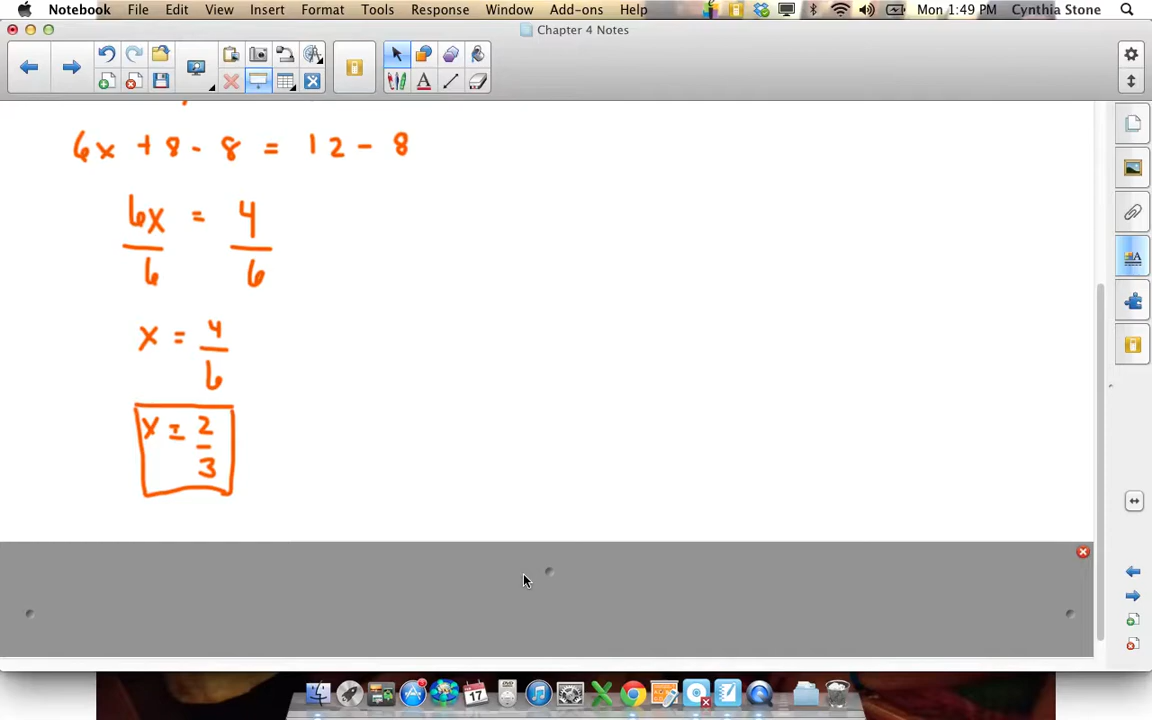 Notebook File Edit View Insert Format Tools Response Window Add-ons Help Mon 1:49 PM Cynthia Stone
Chapter 4 Notes
6x + 8 - 8 = 12 - 8
6x = 4
6 6
x = 4
6
x = 2
3